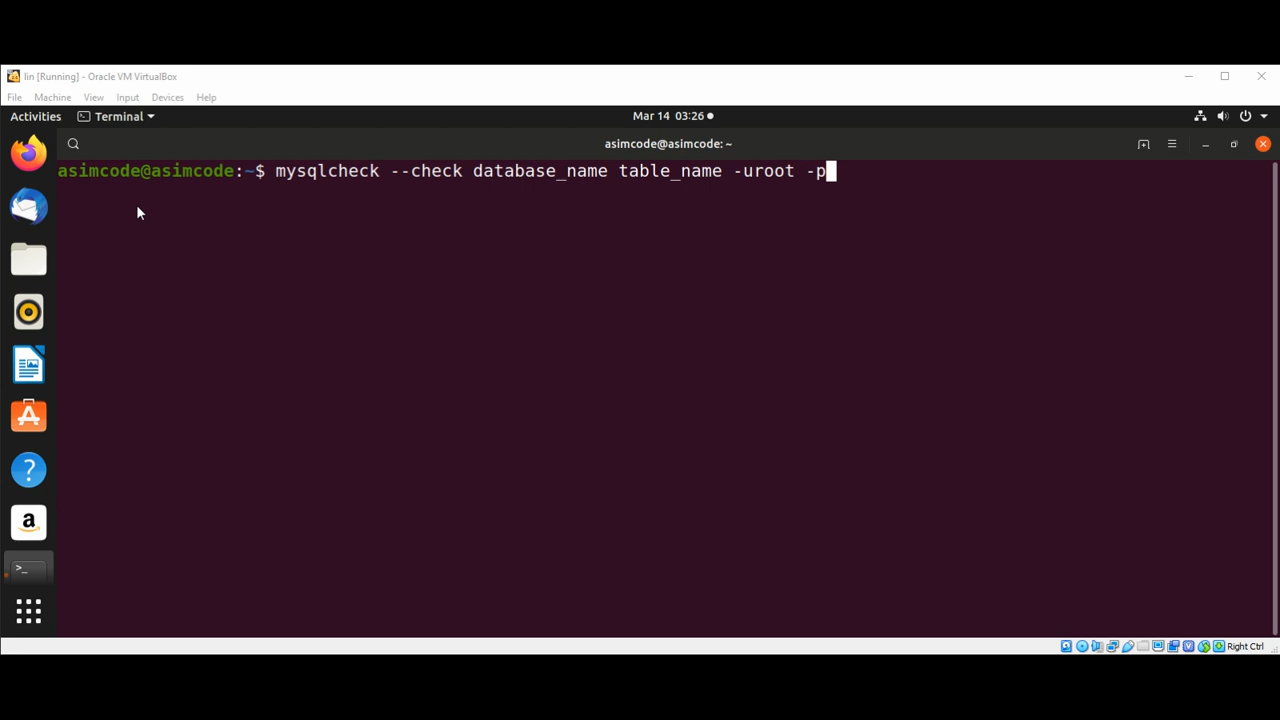 lin [Running] - Oracle VM VirtualBox
File Machine View Input Devices Help
Activities Terminal Mar 14 03:26
asimcode@asimcode: ~
asimcode@asimcode:~$ mysqlcheck --check database_name table_name -uroot -p
?
a
>_
Right Ctrl